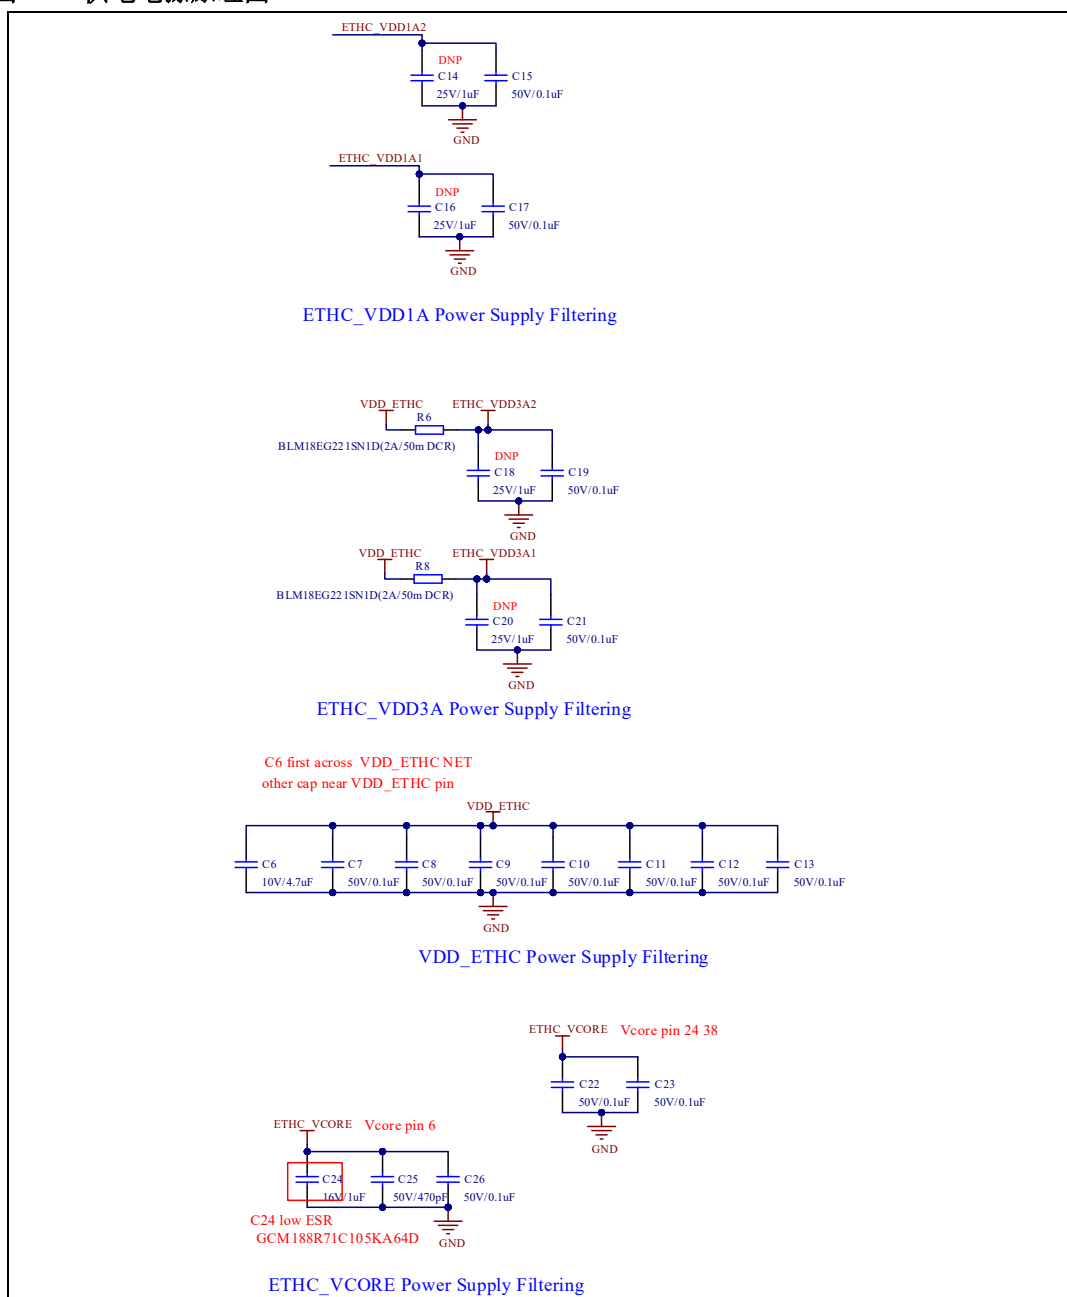 ETHC_VDD1A2
DNP
C14
C15
25V/1uF
50V/0.1uF
GND
ETHC_VDD1A1
DNP
C16
C17
25V/1uF
50V/0.1uF
GND
ETHC_VDD1A Power Supply Filtering
VDD_ETHC
ETHC_VDD3A2
R6
BLM18EG221SN1D(2A/50m DCR)
DNP
C18
C19
25V/1uF
50V/0.1uF
GND
VDD_ETHC
ETHC_VDD3A1
R8
BLM18EG221SN1D(2A/50m DCR)
DNP
C20
C21
25V/1uF
50V/0.1uF
GND
ETHC_VDD3A Power Supply Filtering
C6 first across VDD_ETHC NET
other cap near VDD_ETHC pin
VDD_ETHC
C6 C7 C8 C9 C10 C11 C12 C13
10V/4.7uF 50V/0.1uF 50V/0.1uF 50V/0.1uF 50V/0.1uF 50V/0.1uF 50V/0.1uF 50V/0.1uF
GND
VDD_ETHC Power Supply Filtering
ETHC_VCORE Vcore pin 24 38
C22 C23
50V/0.1uF 50V/0.1uF
GND
ETHC_VCORE Vcore pin 6
C24 C25 C26
16V/1uF 50V/470pF 50V/0.1uF
C24 low ESR
GCM188R71C105KA64D
GND
ETHC_VCORE Power Supply Filtering